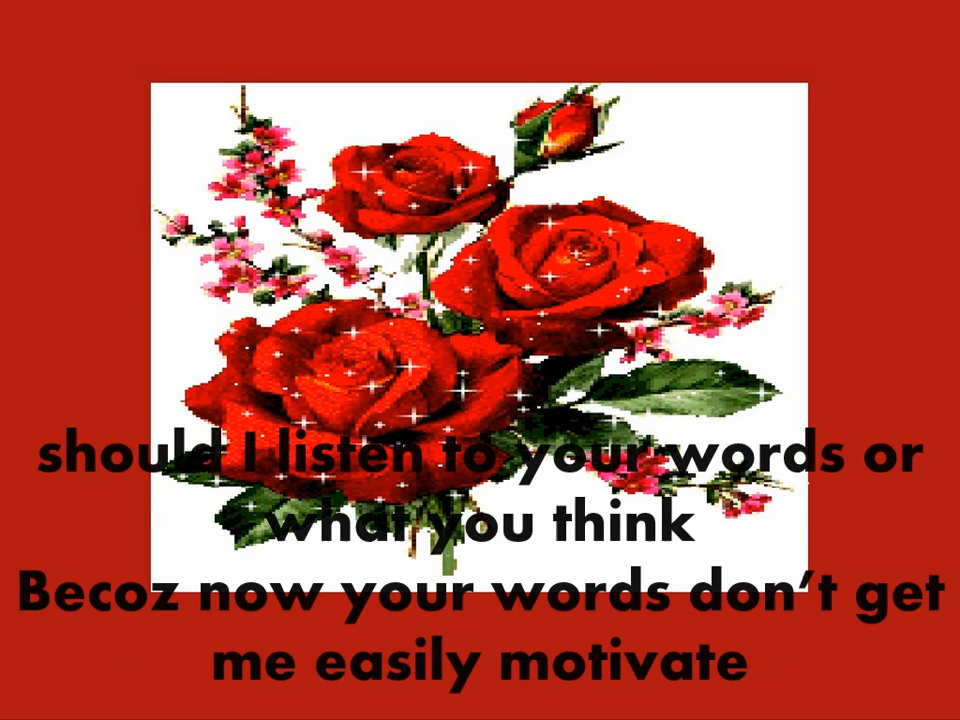 should I listen to your words or
what you think
Becoz now your words don't get
me easily motivate